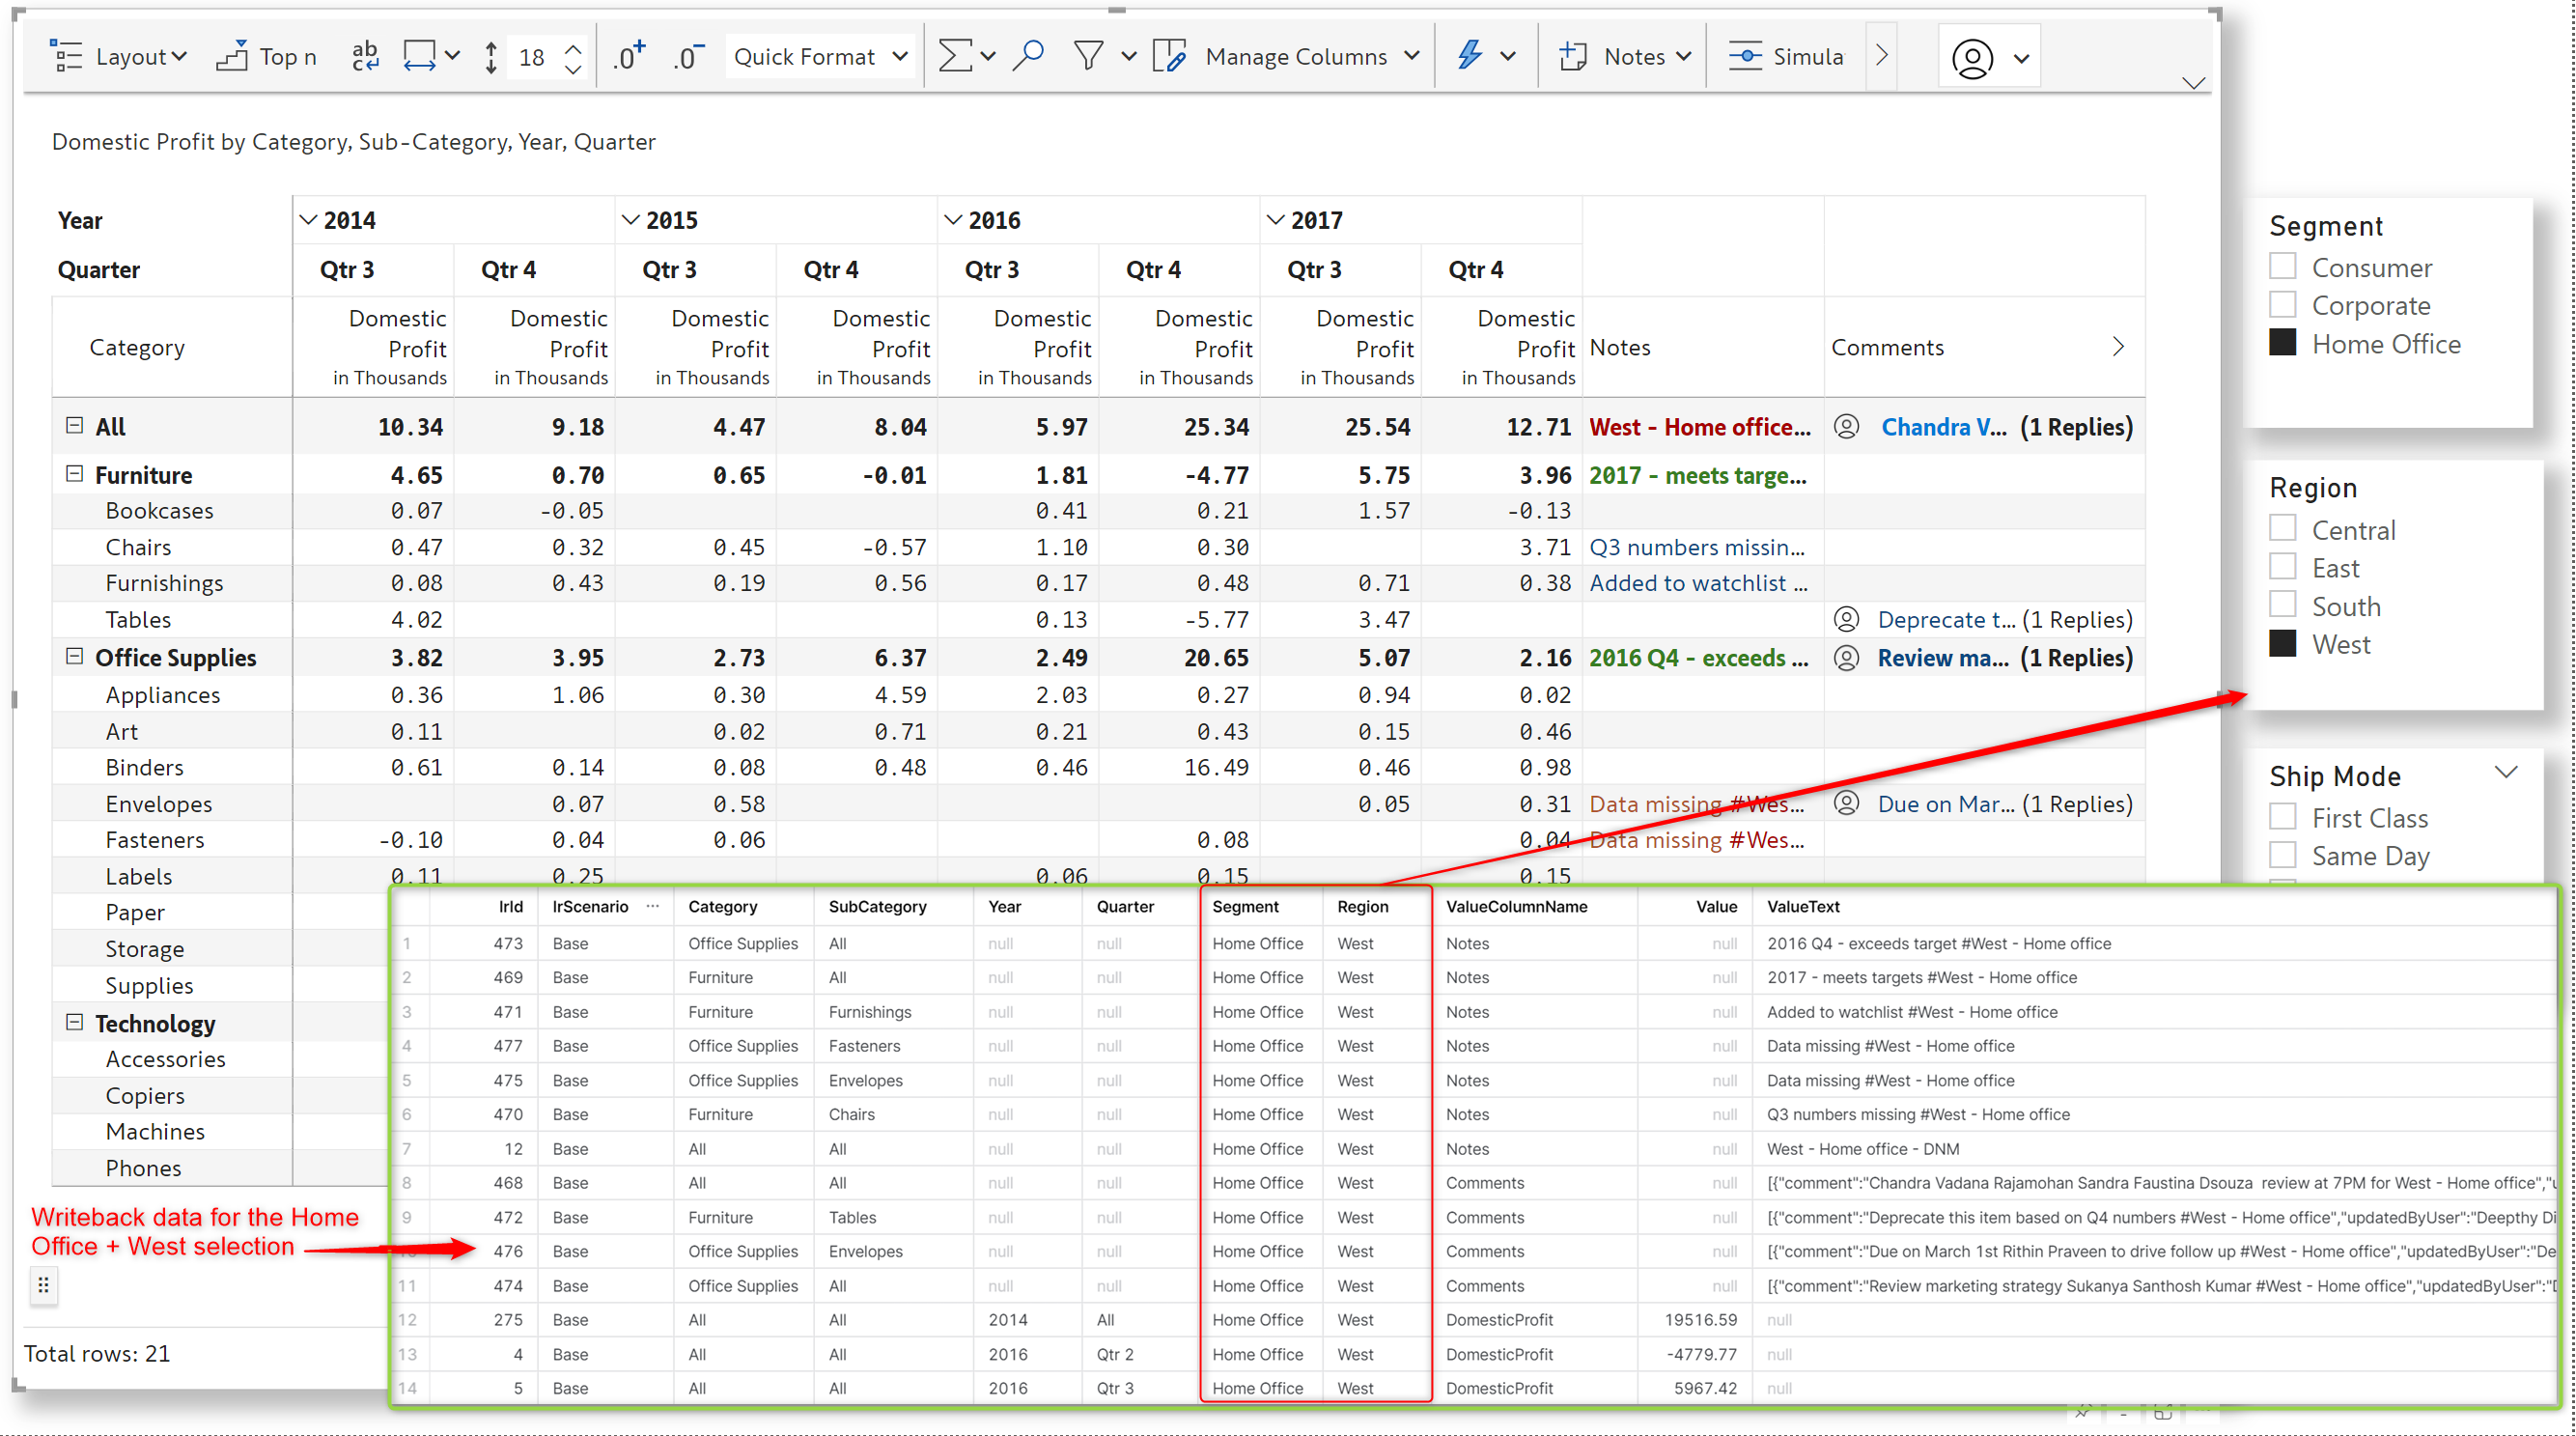 Layout Top n ab c 18 .0+ .0- Quick Format Manage Columns Notes Simula
Domestic Profit by Category, Sub-Category, Year, Quarter
Year 2014 2015 2016 2017
Quarter Qtr 3 Qtr 4 Qtr 3 Qtr 4 Qtr 3 Qtr 4 Qtr 3 Qtr 4
Domestic Domestic Domestic Domestic Domestic Domestic Domestic Domestic
Category Profit Profit Profit Profit Profit Profit Profit Profit Notes Comments
in Thousands in Thousands in Thousands in Thousands in Thousands in Thousands in Thousands in Thousands
All 10.34 9.18 4.47 8.04 5.97 25.34 25.54 12.71 West - Home office... Chandra V... (1 Replies)
Furniture 4.65 0.70 0.65 -0.01 1.81 -4.77 5.75 3.96 2017 - meets targe...
Bookcases 0.07 -0.05 0.41 0.21 1.57 -0.13
Chairs 0.47 0.32 0.45 -0.57 1.10 0.30 3.71 Q3 numbers missin...
Furnishings 0.08 0.43 0.19 0.56 0.17 0.48 0.71 0.38 Added to watchlist ...
Tables 4.02 0.13 -5.77 3.47 Deprecate t... (1 Replies)
Office Supplies 3.82 3.95 2.73 6.37 2.49 20.65 5.07 2.16 2016 Q4 - exceeds ... Review ma... (1 Replies)
Appliances 0.36 1.06 0.30 4.59 2.03 0.27 0.94 0.02
Art 0.11 0.02 0.71 0.21 0.43 0.15 0.46
Binders 0.61 0.14 0.08 0.48 0.46 16.49 0.46 0.98
Envelopes 0.07 0.58 0.05 0.31 Data missing #Wes... Due on Mar... (1 Replies)
Fasteners -0.10 0.04 0.06 0.08 0.04 Data missing #Wes...
Labels 0.11 0.25 0.06 0.15 0.15
Paper
Storage
Supplies
Technology
Accessories
Copiers
Machines
Phones
Writeback data for the Home
Office + West selection
Total rows: 21
Segment
Consumer
Corporate
Home Office
Region
Central
East
South
West
Ship Mode
First Class
Same Day
IrId IrScenario ... Category SubCategory Year Quarter Segment Region ValueColumnName Value ValueText
1 473 Base Office Supplies All null null Home Office West Notes null 2016 Q4 - exceeds target #West - Home office
2 469 Base Furniture All null null Home Office West Notes null 2017 - meets targets #West - Home office
3 471 Base Furniture Furnishings null null Home Office West Notes null Added to watchlist #West - Home office
4 477 Base Office Supplies Fasteners null null Home Office West Notes null Data missing #West - Home office
5 475 Base Office Supplies Envelopes null null Home Office West Notes null Data missing #West - Home office
6 470 Base Furniture Chairs null null Home Office West Notes null Q3 numbers missing #West - Home office
7 12 Base All All null null Home Office West Notes null West - Home office - DNM
8 468 Base All All null null Home Office West Comments null [{"comment":"Chandra Vadana Rajamohan Sandra Faustina Dsouza review at 7PM for West - Home office","u
9 472 Base Furniture Tables null null Home Office West Comments null [{"comment":"Deprecate this item based on Q4 numbers #West - Home office","updatedByUser":"Deepthy Di
476 Base Office Supplies Envelopes null null Home Office West Comments null [{"comment":"Due on March 1st Rithin Praveen to drive follow up #West - Home office","updatedByUser":"De
11 474 Base Office Supplies All null null Home Office West Comments null [{"comment":"Review marketing strategy Sukanya Santhosh Kumar #West - Home office","updatedByUser":"D
12 275 Base All All 2014 All Home Office West DomesticProfit 19516.59 null
13 4 Base All All 2016 Qtr 2 Home Office West DomesticProfit -4779.77 null
14 5 Base All All 2016 Qtr 3 Home Office West DomesticProfit 5967.42 null